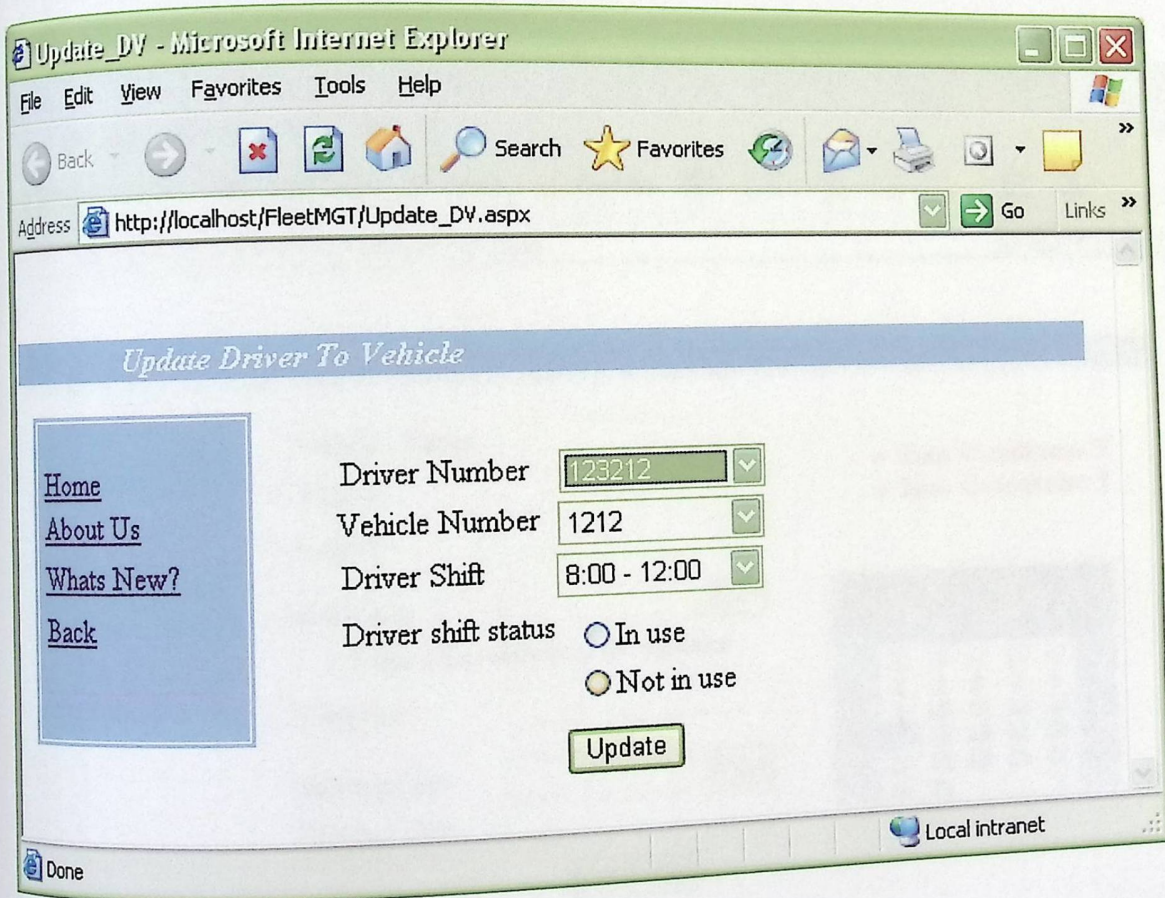 Update_DV - Microsoft Internet Explorer
File Edit View Favorites Tools Help
Back Search Favorites »
Address http://localhost/FleetMGT/Update_DV.aspx Go Links »
Update Driver To Vehicle
Home
About Us
Whats New?
Back
Driver Number 123212
Vehicle Number 1212
Driver Shift 8:00 - 12:00
Driver shift status In use
Not in use
Update
Done Local intranet